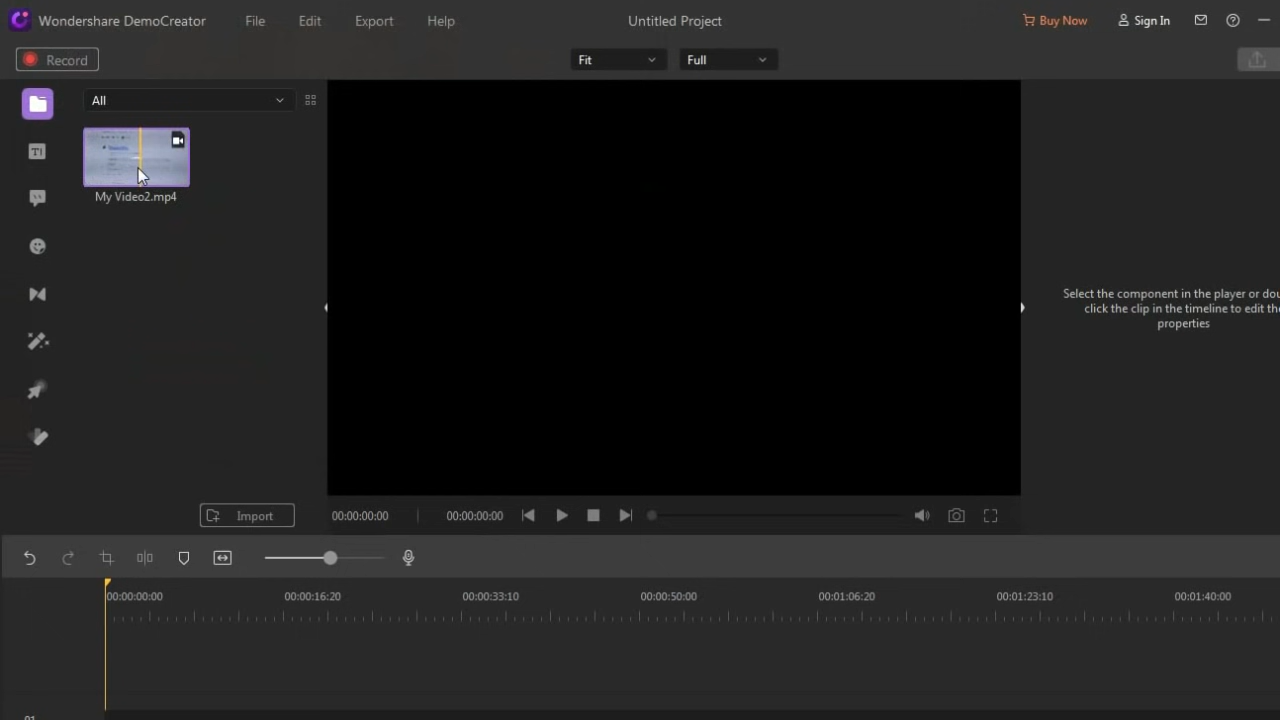 Wondershare DemoCreator File Edit Export Help Untitled Project Buy Now Sign In
Record Fit Full
All
My Video2.mp4
Select the component in the player or dou
click the clip in the timeline to edit the
properties
Import 00:00:00:00 | 00:00:00:00
00:00:00:00 00:00:16:20 00:00:33:10 00:00:50:00 00:01:06:20 00:01:23:10 00:01:40:00